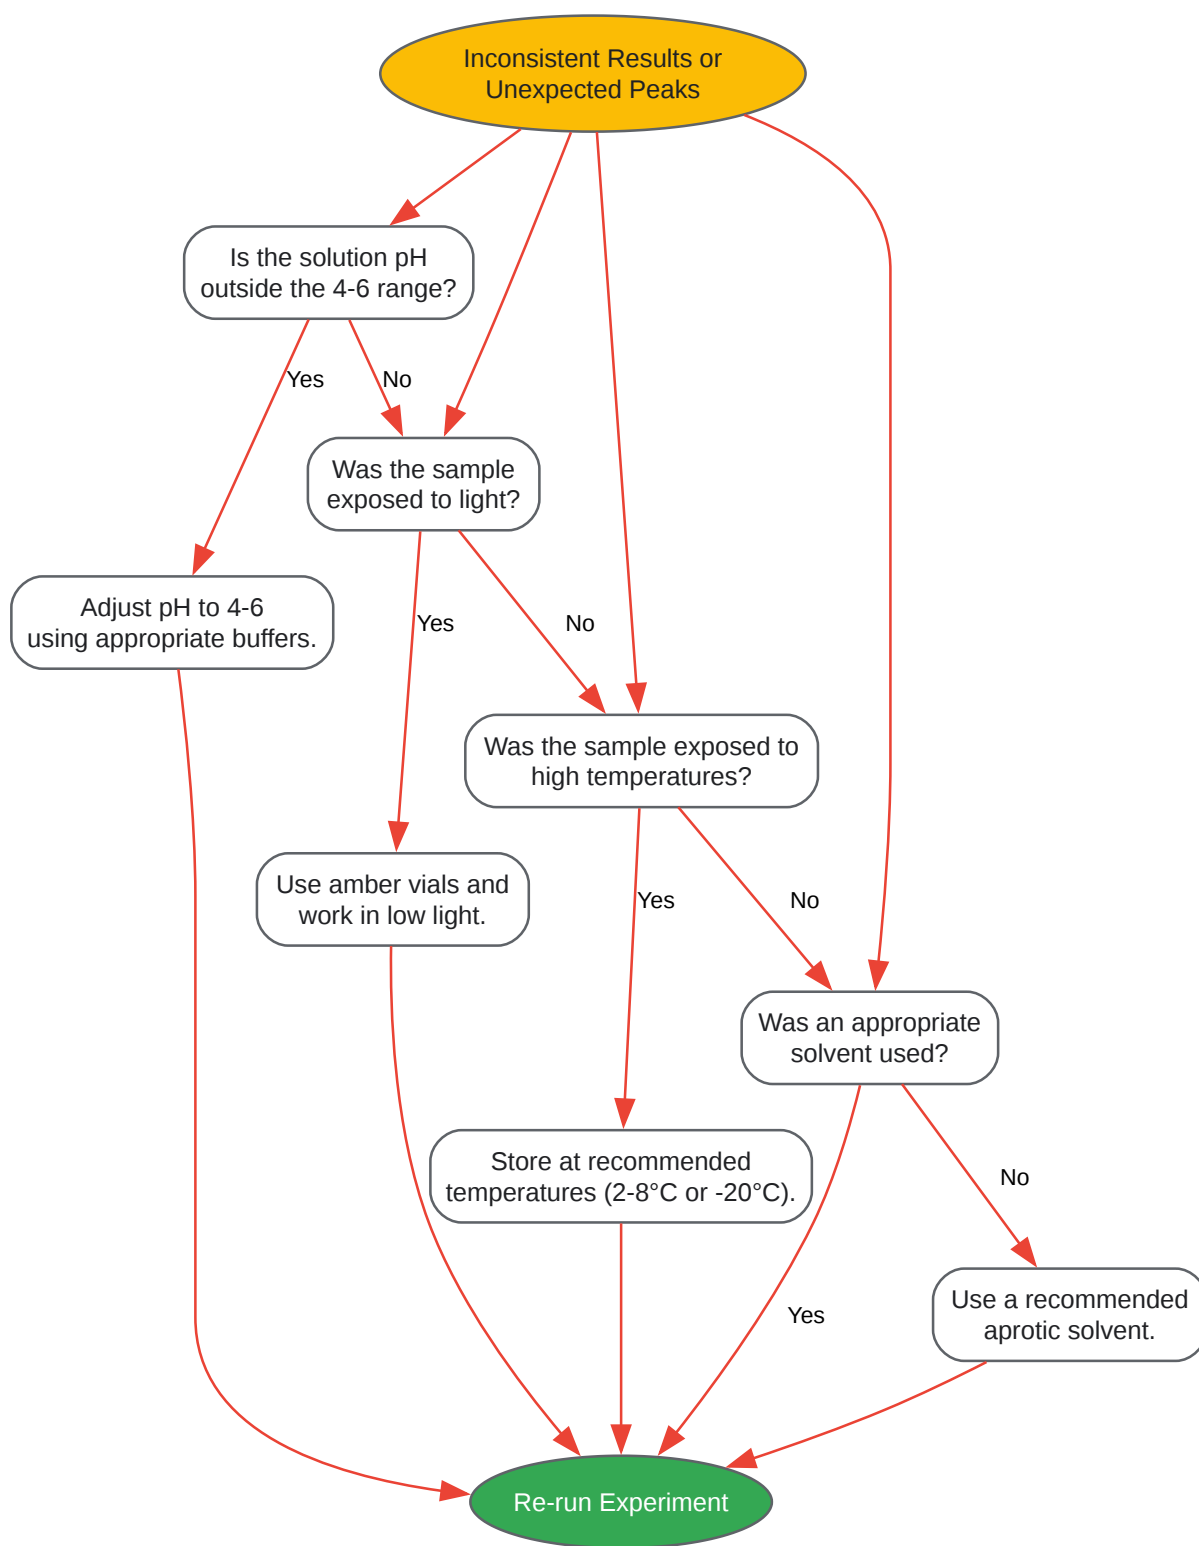 Inconsistent Results or
Unexpected Peaks
Is the solution pH
outside the 4-6 range?
Yes
No
Was the sample
exposed to light?
Adjust pH to 4-6
using appropriate buffers.
Yes
No
Was the sample exposed to
high temperatures?
Use amber vials and
work in low light.
Yes
No
Was an appropriate
solvent used?
Store at recommended
temperatures (2-8°C or -20°C).
No
Yes
Use a recommended
aprotic solvent.
Re-run Experiment